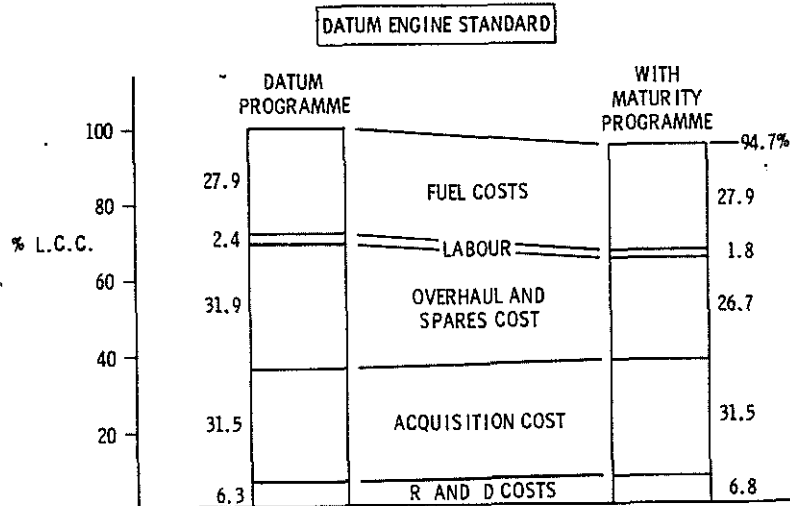 DATUM ENGINE STANDARD
DATUM
PROGRAMME
WITH
MATURITY
PROGRAMME
100
94.7%
27.9
FUEL COSTS
27.9
80
% L.C.C.
2.4
LABOUR
1.8
60
31.9
OVERHAUL AND
SPARES COST
26.7
40
31.5
ACQUISITION COST
31.5
20
6.3
R AND D COSTS
6.8